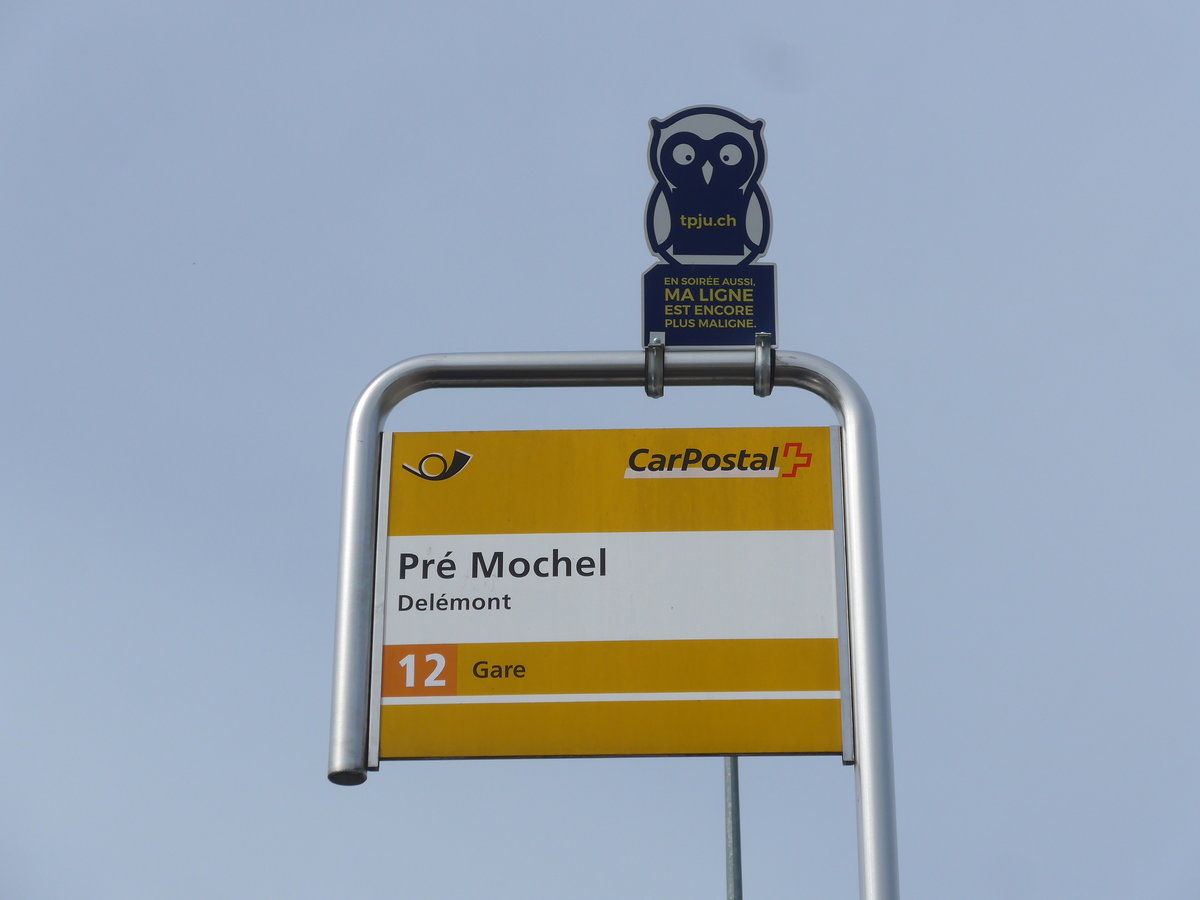 tpju.ch
EN SOIRÉE AUSSI,
MA LIGNE
EST ENCORE
PLUS MALIGNE.
CarPostal
Pré Mochel
Delémont
12 Gare